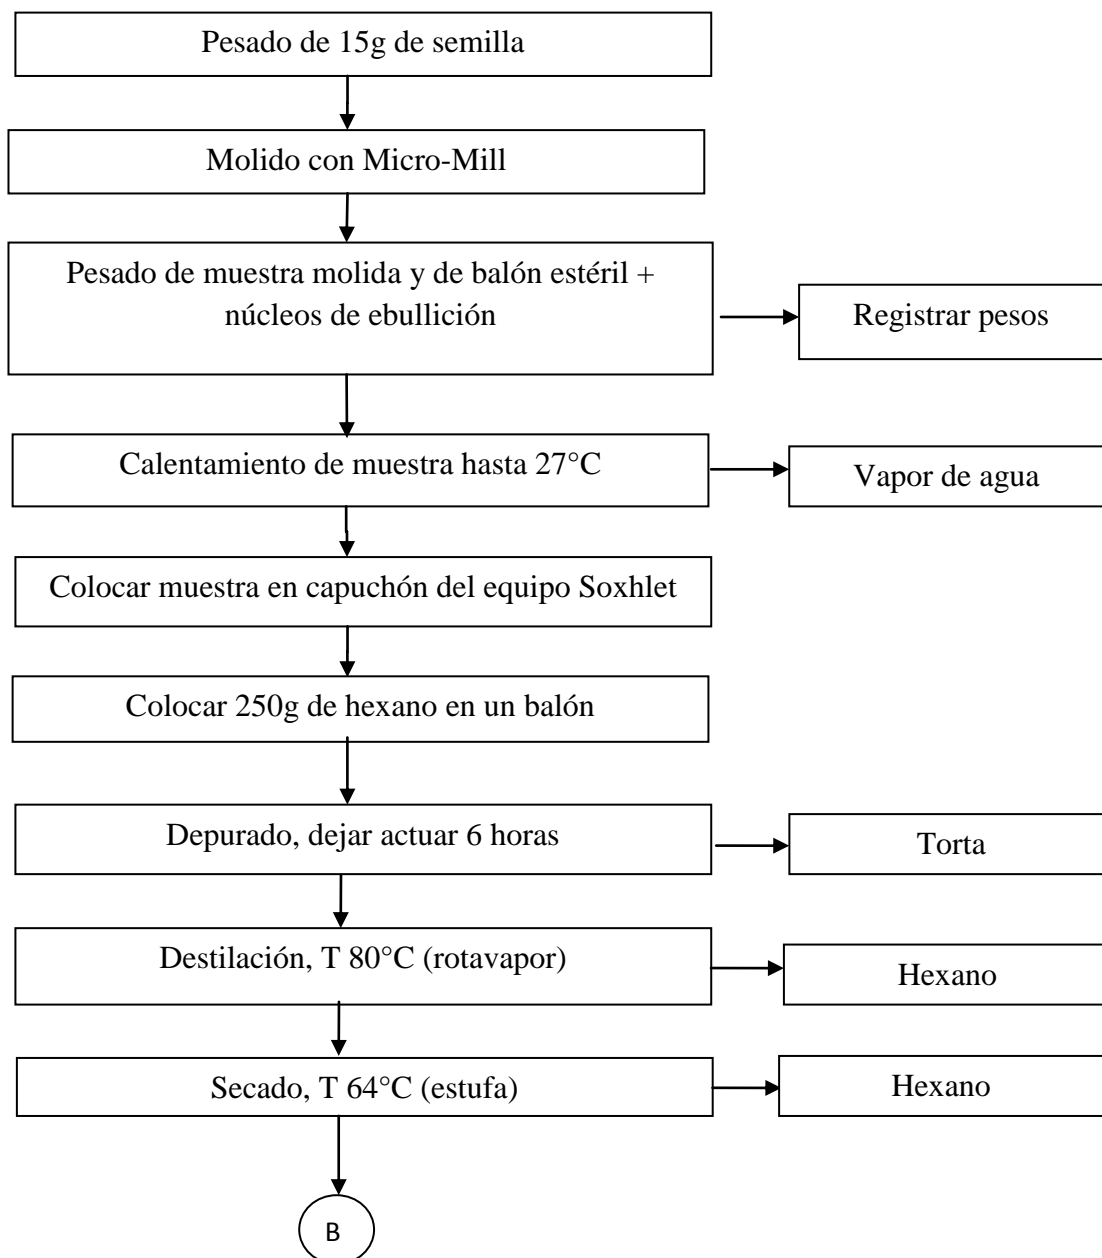 Pesado de 15g de semilla
Molido con Micro-Mill
Pesado de muestra molida y de balón estéril +
núcleos de ebullición
Registrar pesos
Calentamiento de muestra hasta 27°C
Vapor de agua
Colocar muestra en capuchón del equipo Soxhlet
Colocar 250g de hexano en un balón
Depurado, dejar actuar 6 horas
Torta
Destilación, T 80°C (rotavapor)
Hexano
Secado, T 64°C (estufa)
Hexano
B